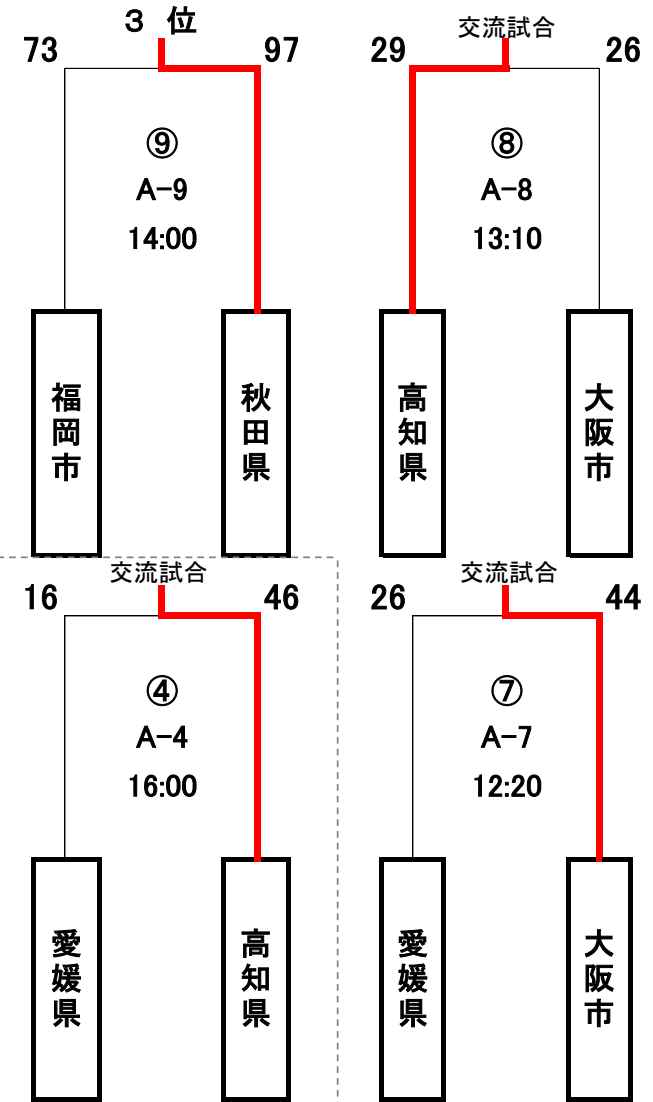 ３ 位
73 97
⑨
A-9
14:00
福岡市
秋田県
交流試合
29 26
⑧
A-8
13:10
高知県
大阪市
交流試合
16 46
④
A-4
16:00
愛媛県
高知県
交流試合
26 44
⑦
A-7
12:20
愛媛県
大阪市